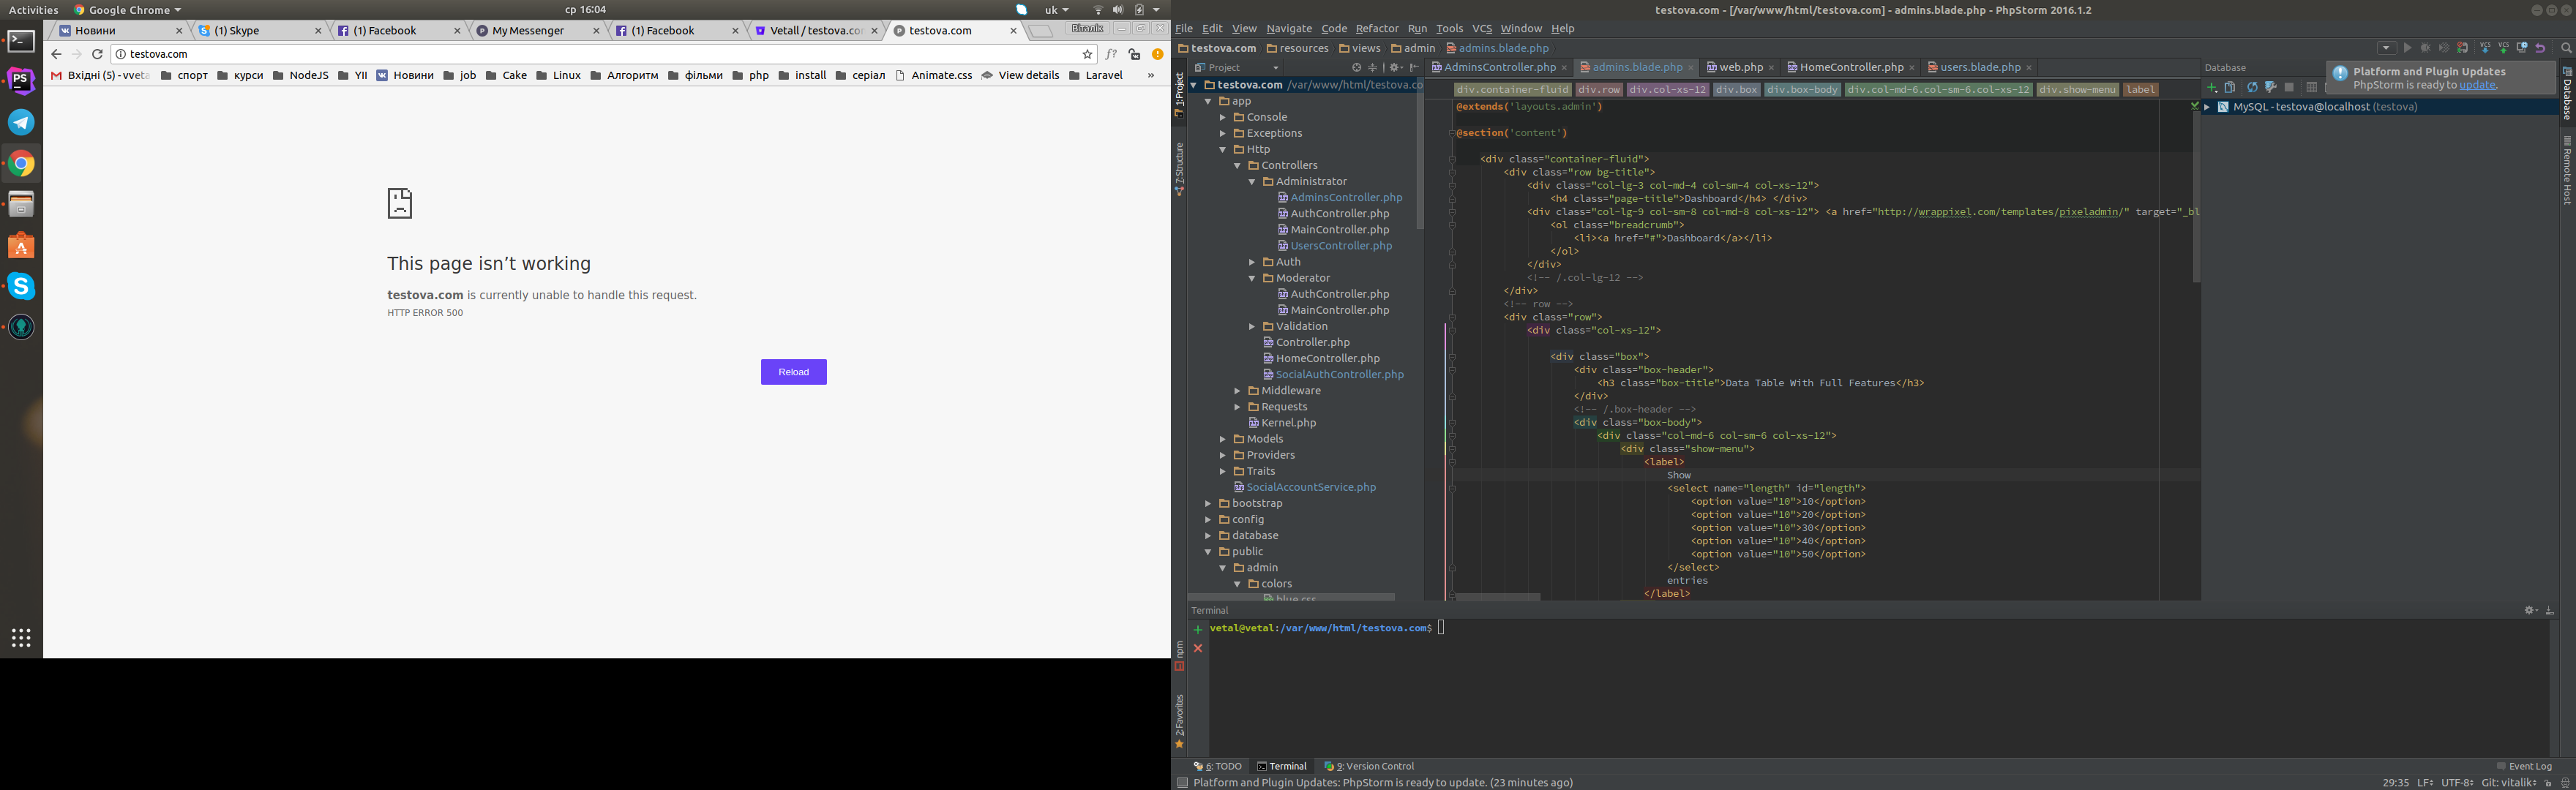 Activities
Google Chrome
ср 16:04
uk
Новини
(1) Skype
(1) Facebook
My Messenger
(1) Facebook
Vetall / testova.co
testova.com
Віталік
testova.com
Вхідні (5) - vveta
спорт
курси
NodeJS
YII
Новини
job
Cake
Linux
Алгоритм
фільми
php
install
серіал
Animate.css
View details
Laravel
»
This page isn’t working
testova.com is currently unable to handle this request.
HTTP ERROR 500
Reload
testova.com - [/var/www/html/testova.com] - admins.blade.php - PhpStorm 2016.1.2
File Edit View Navigate Code Refactor Run Tools VCS Window Help
testova.com resources views admin admins.blade.php
Project
AdminsController.php
admins.blade.php
web.php
HomeController.php
users.blade.php
Database
Platform and Plugin Updates
PhpStorm is ready to update.
MySQL - testova@localhost (testova)
1: Project
7: Structure
npm
2: Favorites
Database
Remote Host
testova.com /var/www/html/testova.co
app
Console
Exceptions
Http
Controllers
Administrator
AdminsController.php
AuthController.php
MainController.php
UsersController.php
Auth
Moderator
AuthController.php
MainController.php
Validation
Controller.php
HomeController.php
SocialAuthController.php
Middleware
Requests
Kernel.php
Models
Providers
Traits
SocialAccountService.php
bootstrap
config
database
public
admin
colors
blue.css
div.container-fluid div.row div.col-xs-12 div.box div.box-body div.col-md-6.col-sm-6.col-xs-12 div.show-menu label
@extends('layouts.admin')
@section('content')
<div class="container-fluid">
<div class="row bg-title">
<div class="col-lg-3 col-md-4 col-sm-4 col-xs-12">
<h4 class="page-title">Dashboard</h4> </div>
<div class="col-lg-9 col-sm-8 col-md-8 col-xs-12"> <a href="http://wrappixel.com/templates/pixeladmin/" target="_bl
<ol class="breadcrumb">
<li><a href="#">Dashboard</a></li>
</ol>
</div>
<!-- /.col-lg-12 -->
</div>
<!-- row -->
<div class="row">
<div class="col-xs-12">
<div class="box">
<div class="box-header">
<h3 class="box-title">Data Table With Full Features</h3>
</div>
<!-- /.box-header -->
<div class="box-body">
<div class="col-md-6 col-sm-6 col-xs-12">
<div class="show-menu">
<label>
Show
<select name="length" id="length">
<option value="10">10</option>
<option value="10">20</option>
<option value="10">30</option>
<option value="10">40</option>
<option value="10">50</option>
</select>
entries
</label>
Terminal
vetal@vetal:/var/www/html/testova.com$
6: TODO
Terminal
9: Version Control
Event Log
Platform and Plugin Updates: PhpStorm is ready to update. (23 minutes ago)
29:35 LF UTF-8 Git: vitalik